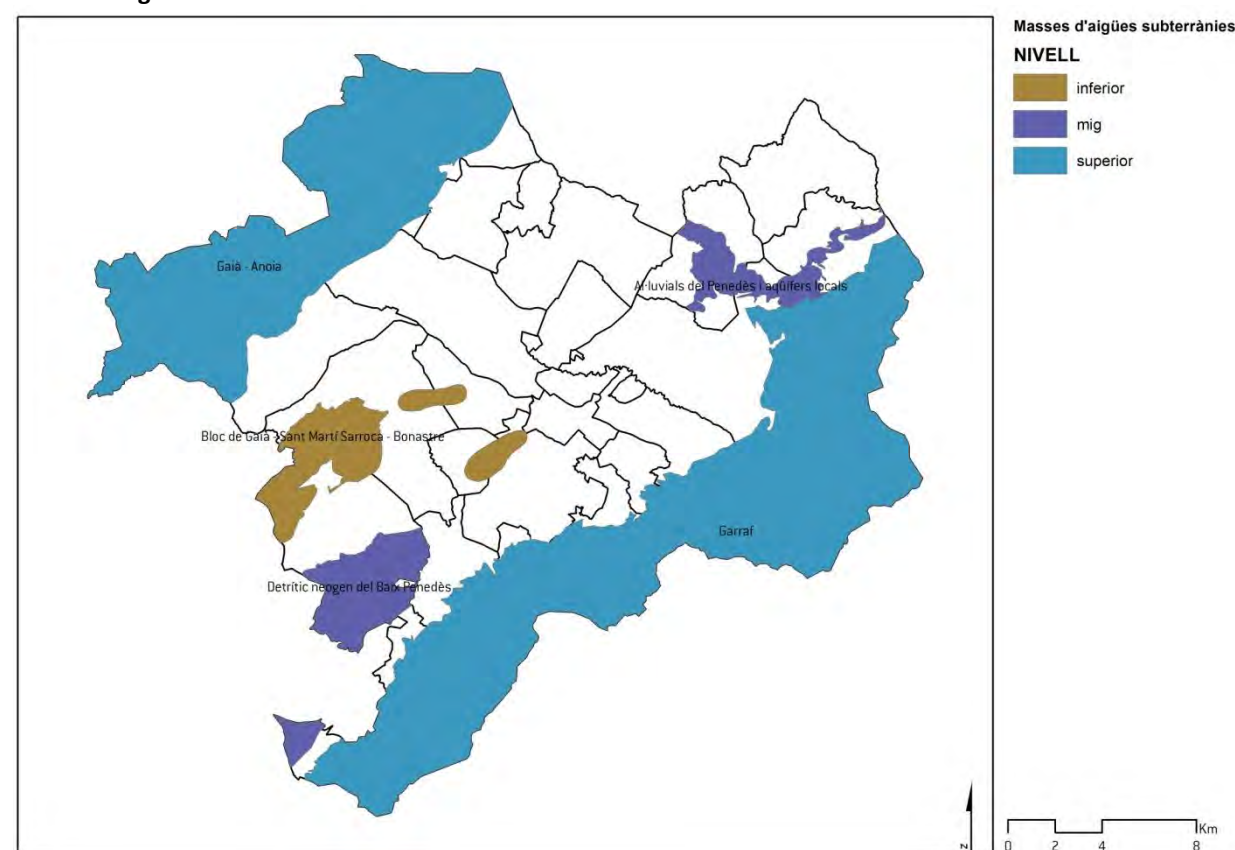 Masses d'aigües subterrànies
NIVELL
inferior
mig
superior
Gaià - Anoia
Al·luvials del Penedès i aqüífers locals
Bloc de Gaià - Sant Martí Sarroca - Bonastre
Garraf
Detrític neogen del Baix Penedès
Km
0 2 4 8
z